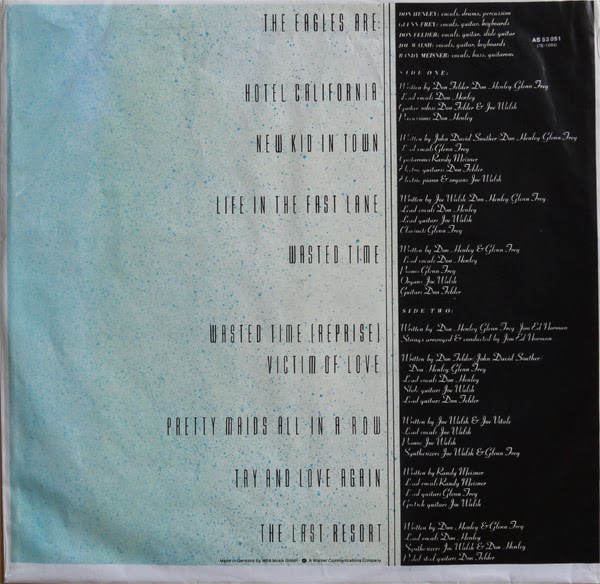 THE EAGLES ARE:
DON HENLEY: vocals, drums, percussion
GLENN FREY: vocals, guitar, keyboards
DON FELDER: vocals, guitar, slide guitar
JOE WALSH: vocals, guitar, keyboards
RANDY MEISNER: vocals, bass, guitarone
AS 53 051
SIDE ONE:
HOTEL CALIFORNIA
Written by Don Felder/Don Henley/Glenn Frey
Lead vocal: Don Henley
Guitar solos: Don Felder & Joe Walsh
Percussion: Don Henley
NEW KID IN TOWN
Written by John David Souther/Don Henley/Glenn Frey
Lead vocal: Glenn Frey
Guitarone: Randy Meisner
Electric guitars: Don Felder
Electric piano & organ: Joe Walsh
LIFE IN THE FAST LANE
Written by Joe Walsh/Don Henley/Glenn Frey
Lead vocal: Don Henley
Lead guitar: Joe Walsh
Clavinet: Glenn Frey
WASTED TIME
Written by Don Henley & Glenn Frey
Lead vocal: Don Henley
Piano: Glenn Frey
Organ: Joe Walsh
Guitar: Don Felder
SIDE TWO:
WASTED TIME (REPRISE)
Written by Don Henley/Glenn Frey/Jim Ed Norman
Strings arranged & conducted by Jim Ed Norman
VICTIM OF LOVE
Written by Don Felder/John David Souther/
Don Henley/Glenn Frey
Lead vocal: Don Henley
Slide guitar: Joe Walsh
Lead guitar: Don Felder
PRETTY MAIDS ALL IN A ROW
Written by Joe Walsh & Joe Vitale
Lead vocal: Joe Walsh
Piano: Joe Walsh
Synthesizer: Joe Walsh & Glenn Frey
TRY AND LOVE AGAIN
Written by Randy Meisner
Lead vocal: Randy Meisner
Lead guitar: Glenn Frey
Gretsch guitar: Joe Walsh
THE LAST RESORT
Written by Don Henley & Glenn Frey
Lead vocal: Don Henley
Synthesizer: Joe Walsh & Don Henley
Pedal steel guitar: Don Felder
Made in Germany by WEA Musik GmbH A Warner Communications Company